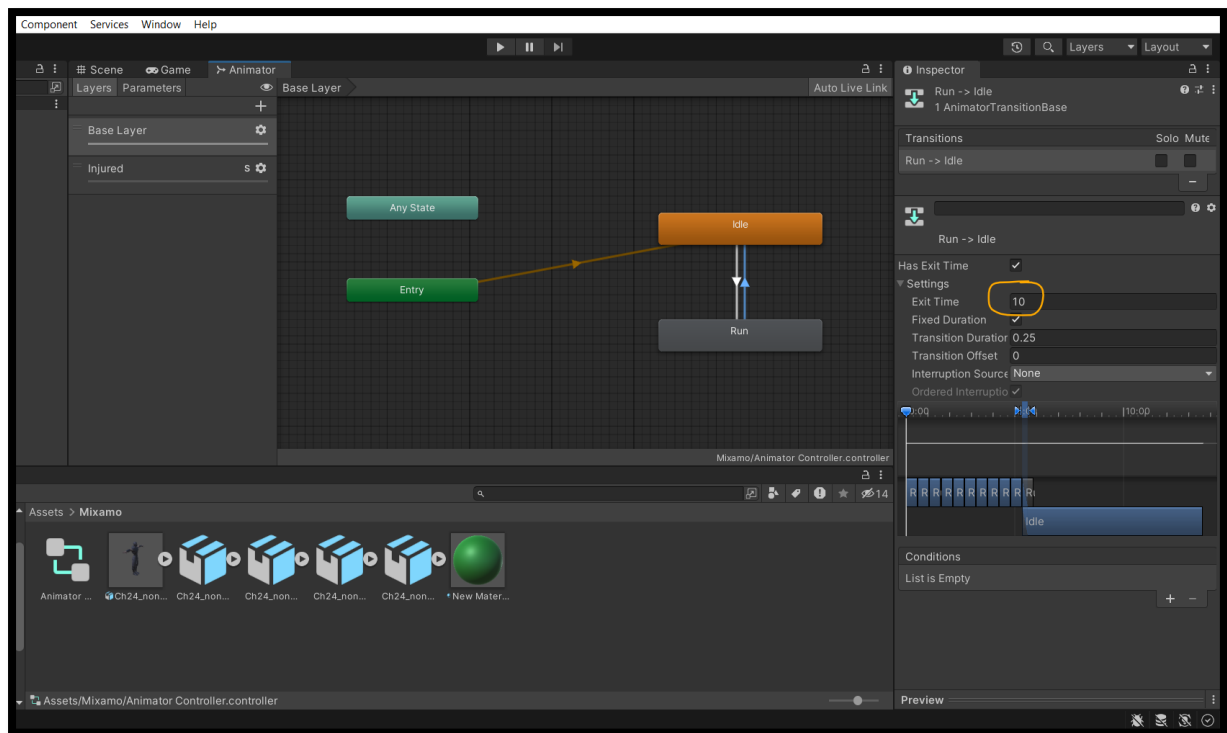 Component Services Window Help
Layers Layout
Scene Game Animator
Inspector
Layers Parameters
Base Layer
Auto Live Link
Run -> Idle
1 AnimatorTransitionBase
Base Layer
Transitions Solo Mute
Run -> Idle
Injured S
Any State
Idle
Run -> Idle
Has Exit Time
Settings
Entry
Exit Time 10
Fixed Duration
Run
Transition Duration 0.25
Transition Offset 0
Interruption Source None
Ordered Interruptio
0:00 10:00
Mixamo/Animator Controller.controller
14
R R R R R R R R R R R
Idle
Assets > Mixamo
Conditions
List is Empty
Animator ... Ch24_non... Ch24_non... Ch24_non... Ch24_non... Ch24_non... New Mater...
Assets/Mixamo/Animator Controller.controller
Preview